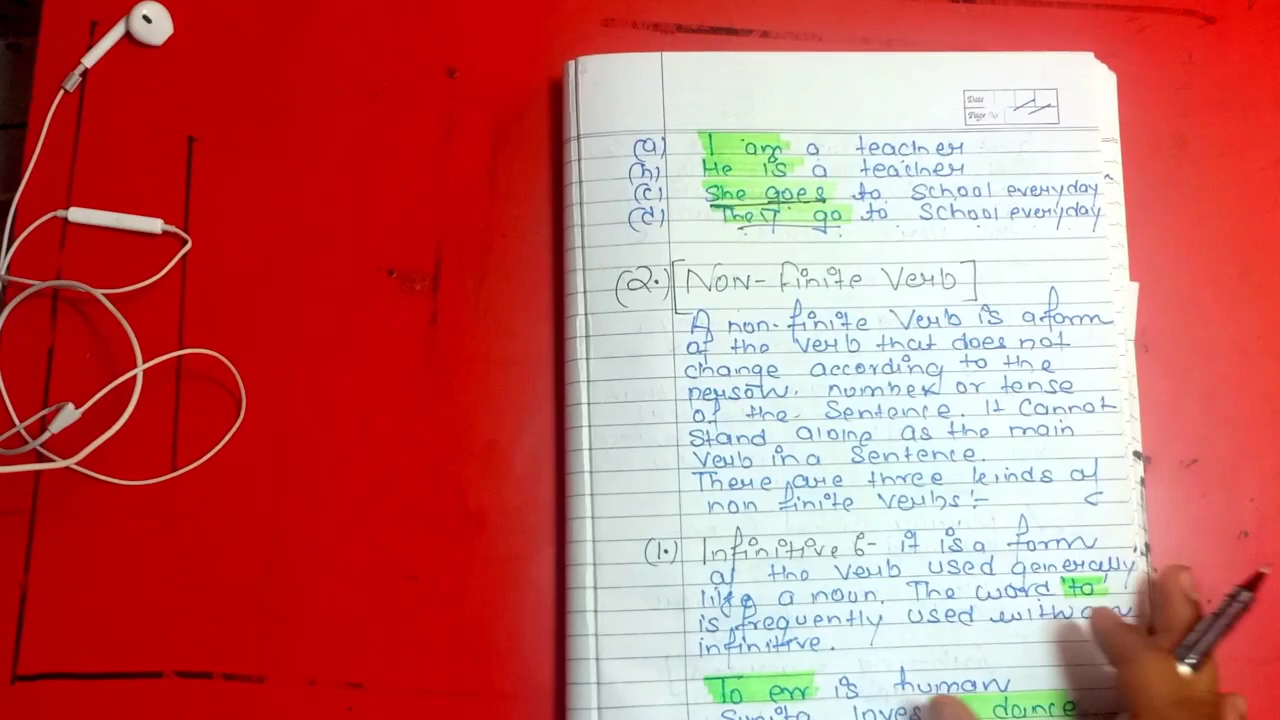 Date
Page No
(a) I am a teacher
(b) He is a teacher
(c) She goes to School everyday
(d) They go to School everyday
(2.) [Non-finite Verb]
A non-finite Verb is a form
of the verb that does not
change according to the
person, number or tense
of the Sentence. It cannot
stand alone as the main
Verb in a Sentence.
There are three kinds of
non finite verbs:-
(1.) Infinitive :- it is a form
of the verb used generally
like a noun. The word 'to'
is frequently used with an
infinitive.
To err is human
Sunita loves dance